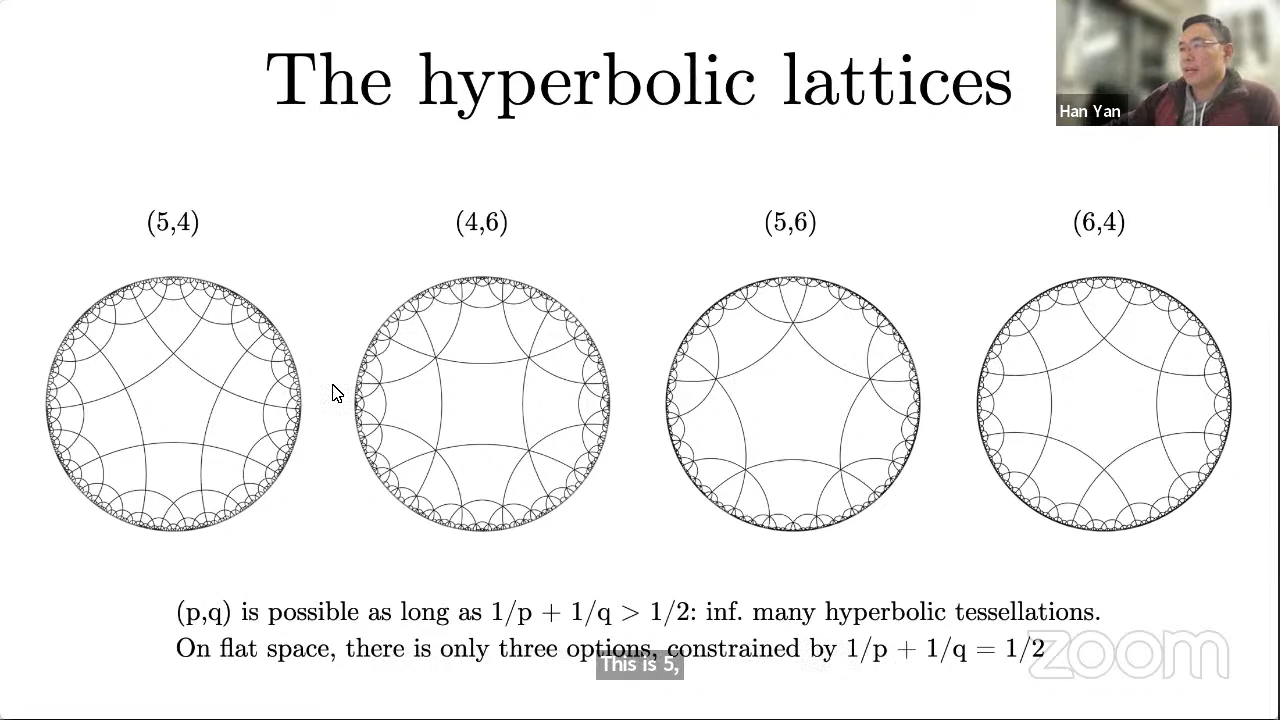 The hyperbolic lattices
Han Yan
(5,4)
(4,6)
(5,6)
(6,4)
(p,q) is possible as long as 1/p + 1/q > 1/2: inf. many hyperbolic tessellations.
On flat space, there is only three options, constrained by 1/p + 1/q = 1/2
This is 5,
zoom